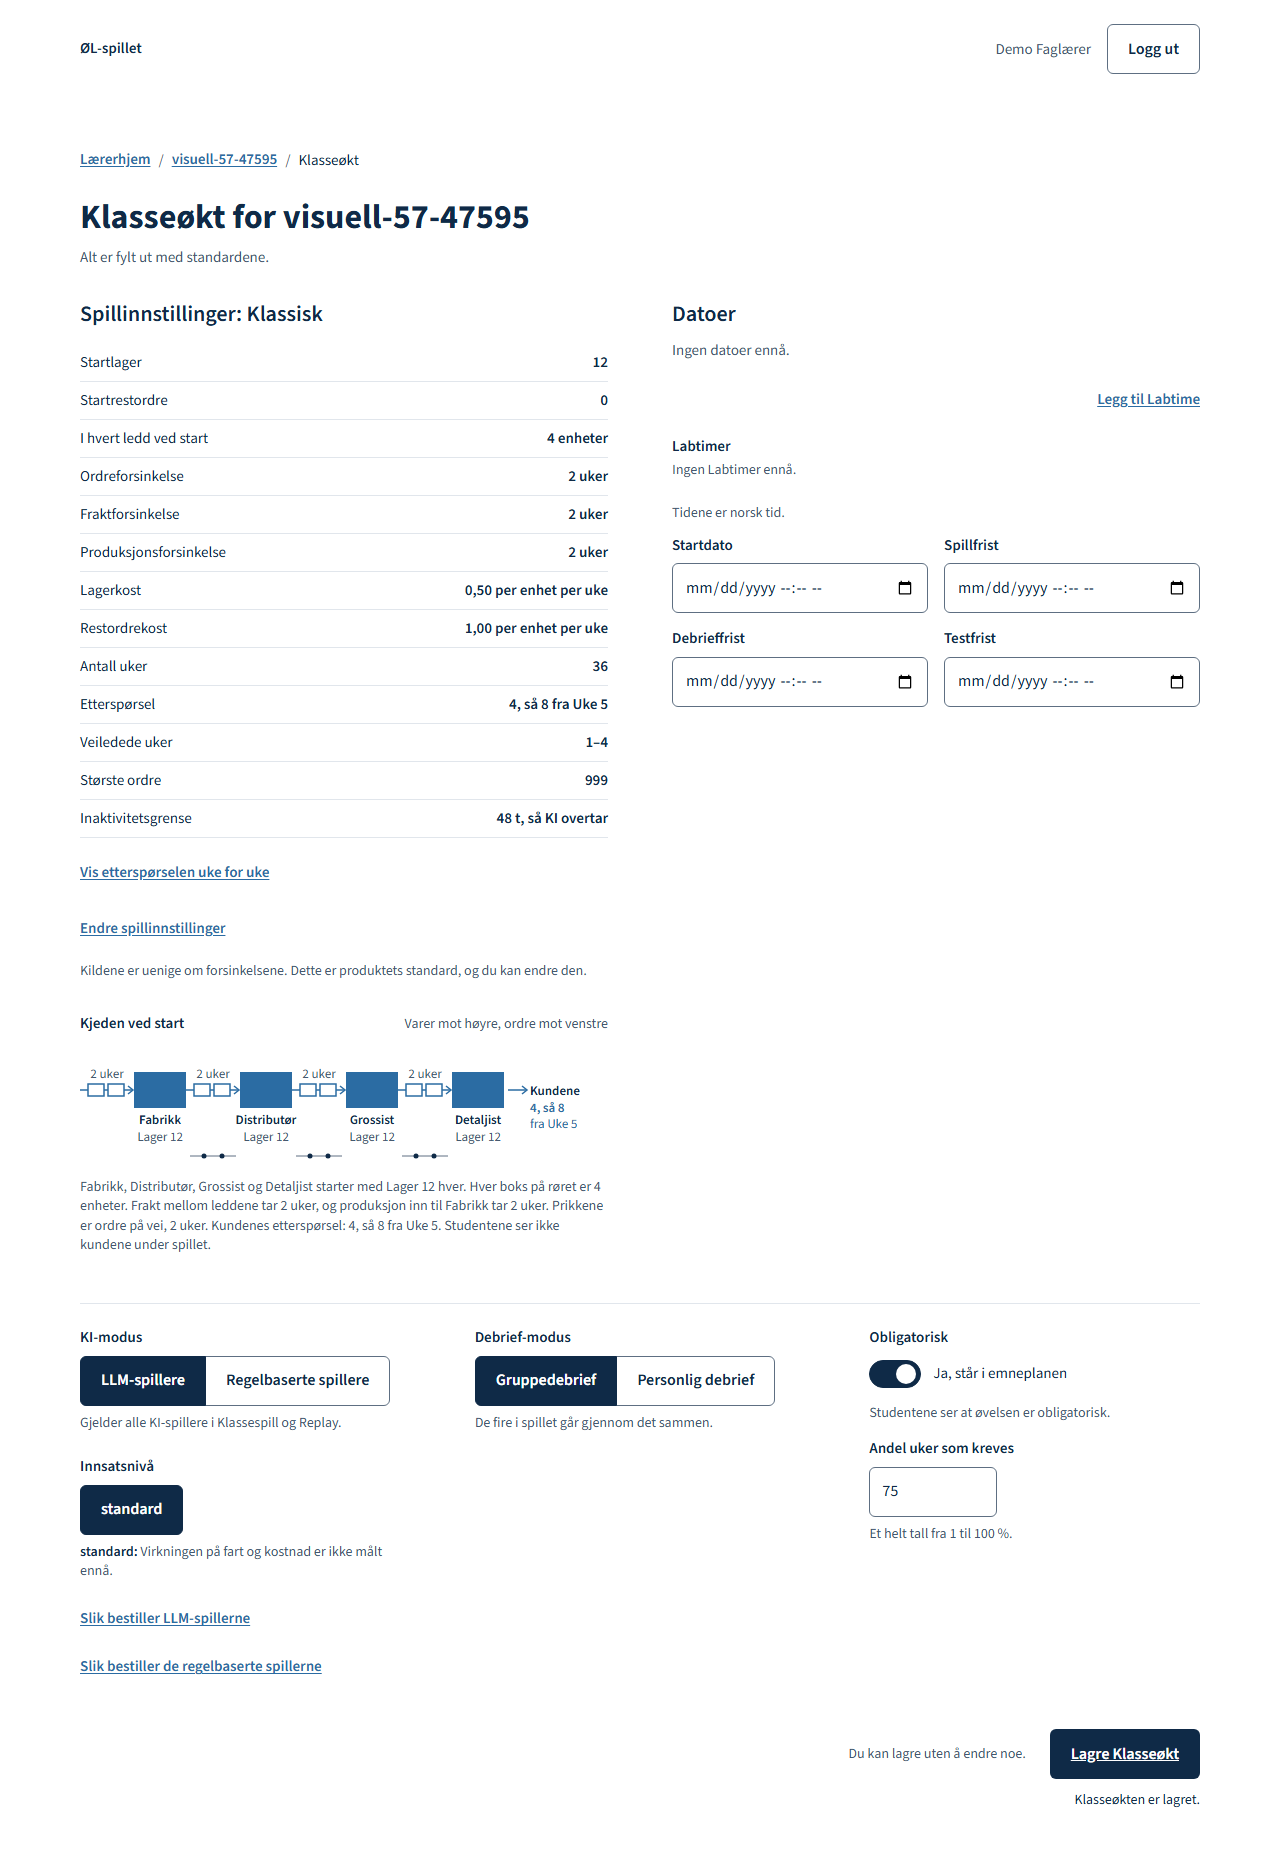 ØL-spillet
Demo Faglærer
Logg ut
Lærerhjem / visuell-57-47595 / Klasseøkt
Klasseøkt for visuell-57-47595
Alt er fylt ut med standardene.
Spillinnstillinger: Klassisk
Startlager 12
Startrestordre 0
I hvert ledd ved start 4 enheter
Ordreforsinkelse 2 uker
Fraktforsinkelse 2 uker
Produksjonsforsinkelse 2 uker
Lagerkost 0,50 per enhet per uke
Restordrekost 1,00 per enhet per uke
Antall uker 36
Etterspørsel 4, så 8 fra Uke 5
Veiledede uker 1–4
Største ordre 999
Inaktivitetsgrense 48 t, så KI overtar
Vis etterspørselen uke for uke
Endre spillinnstillinger
Kildene er uenige om forsinkelsene. Dette er produktets standard, og du kan endre den.
Kjeden ved start
Varer mot høyre, ordre mot venstre
2 uker 2 uker 2 uker 2 uker
Fabrikk Distributør Grossist Detaljist
Lager 12 Lager 12 Lager 12 Lager 12
Kundene
4, så 8
fra Uke 5
Fabrikk, Distributør, Grossist og Detaljist starter med Lager 12 hver. Hver boks på røret er 4
enheter. Frakt mellom leddene tar 2 uker, og produksjon inn til Fabrikk tar 2 uker. Prikkene
er ordre på vei, 2 uker. Kundenes etterspørsel: 4, så 8 fra Uke 5. Studentene ser ikke
kundene under spillet.
Datoer
Ingen datoer ennå.
Legg til Labtime
Labtimer
Ingen Labtimer ennå.
Tidene er norsk tid.
Startdato
mm/dd/yyyy --:-- --
Spillfrist
mm/dd/yyyy --:-- --
Debrieffrist
mm/dd/yyyy --:-- --
Testfrist
mm/dd/yyyy --:-- --
KI-modus
LLM-spillere Regelbaserte spillere
Gjelder alle KI-spillere i Klassespill og Replay.
Innsatsnivå
standard
standard: Virkningen på fart og kostnad er ikke målt
ennå.
Slik bestiller LLM-spillerne
Slik bestiller de regelbaserte spillerne
Debrief-modus
Gruppedebrief Personlig debrief
De fire i spillet går gjennom det sammen.
Obligatorisk
Ja, står i emneplanen
Studentene ser at øvelsen er obligatorisk.
Andel uker som kreves
75
Et helt tall fra 1 til 100 %.
Du kan lagre uten å endre noe.
Lagre Klasseøkt
Klasseøkten er lagret.